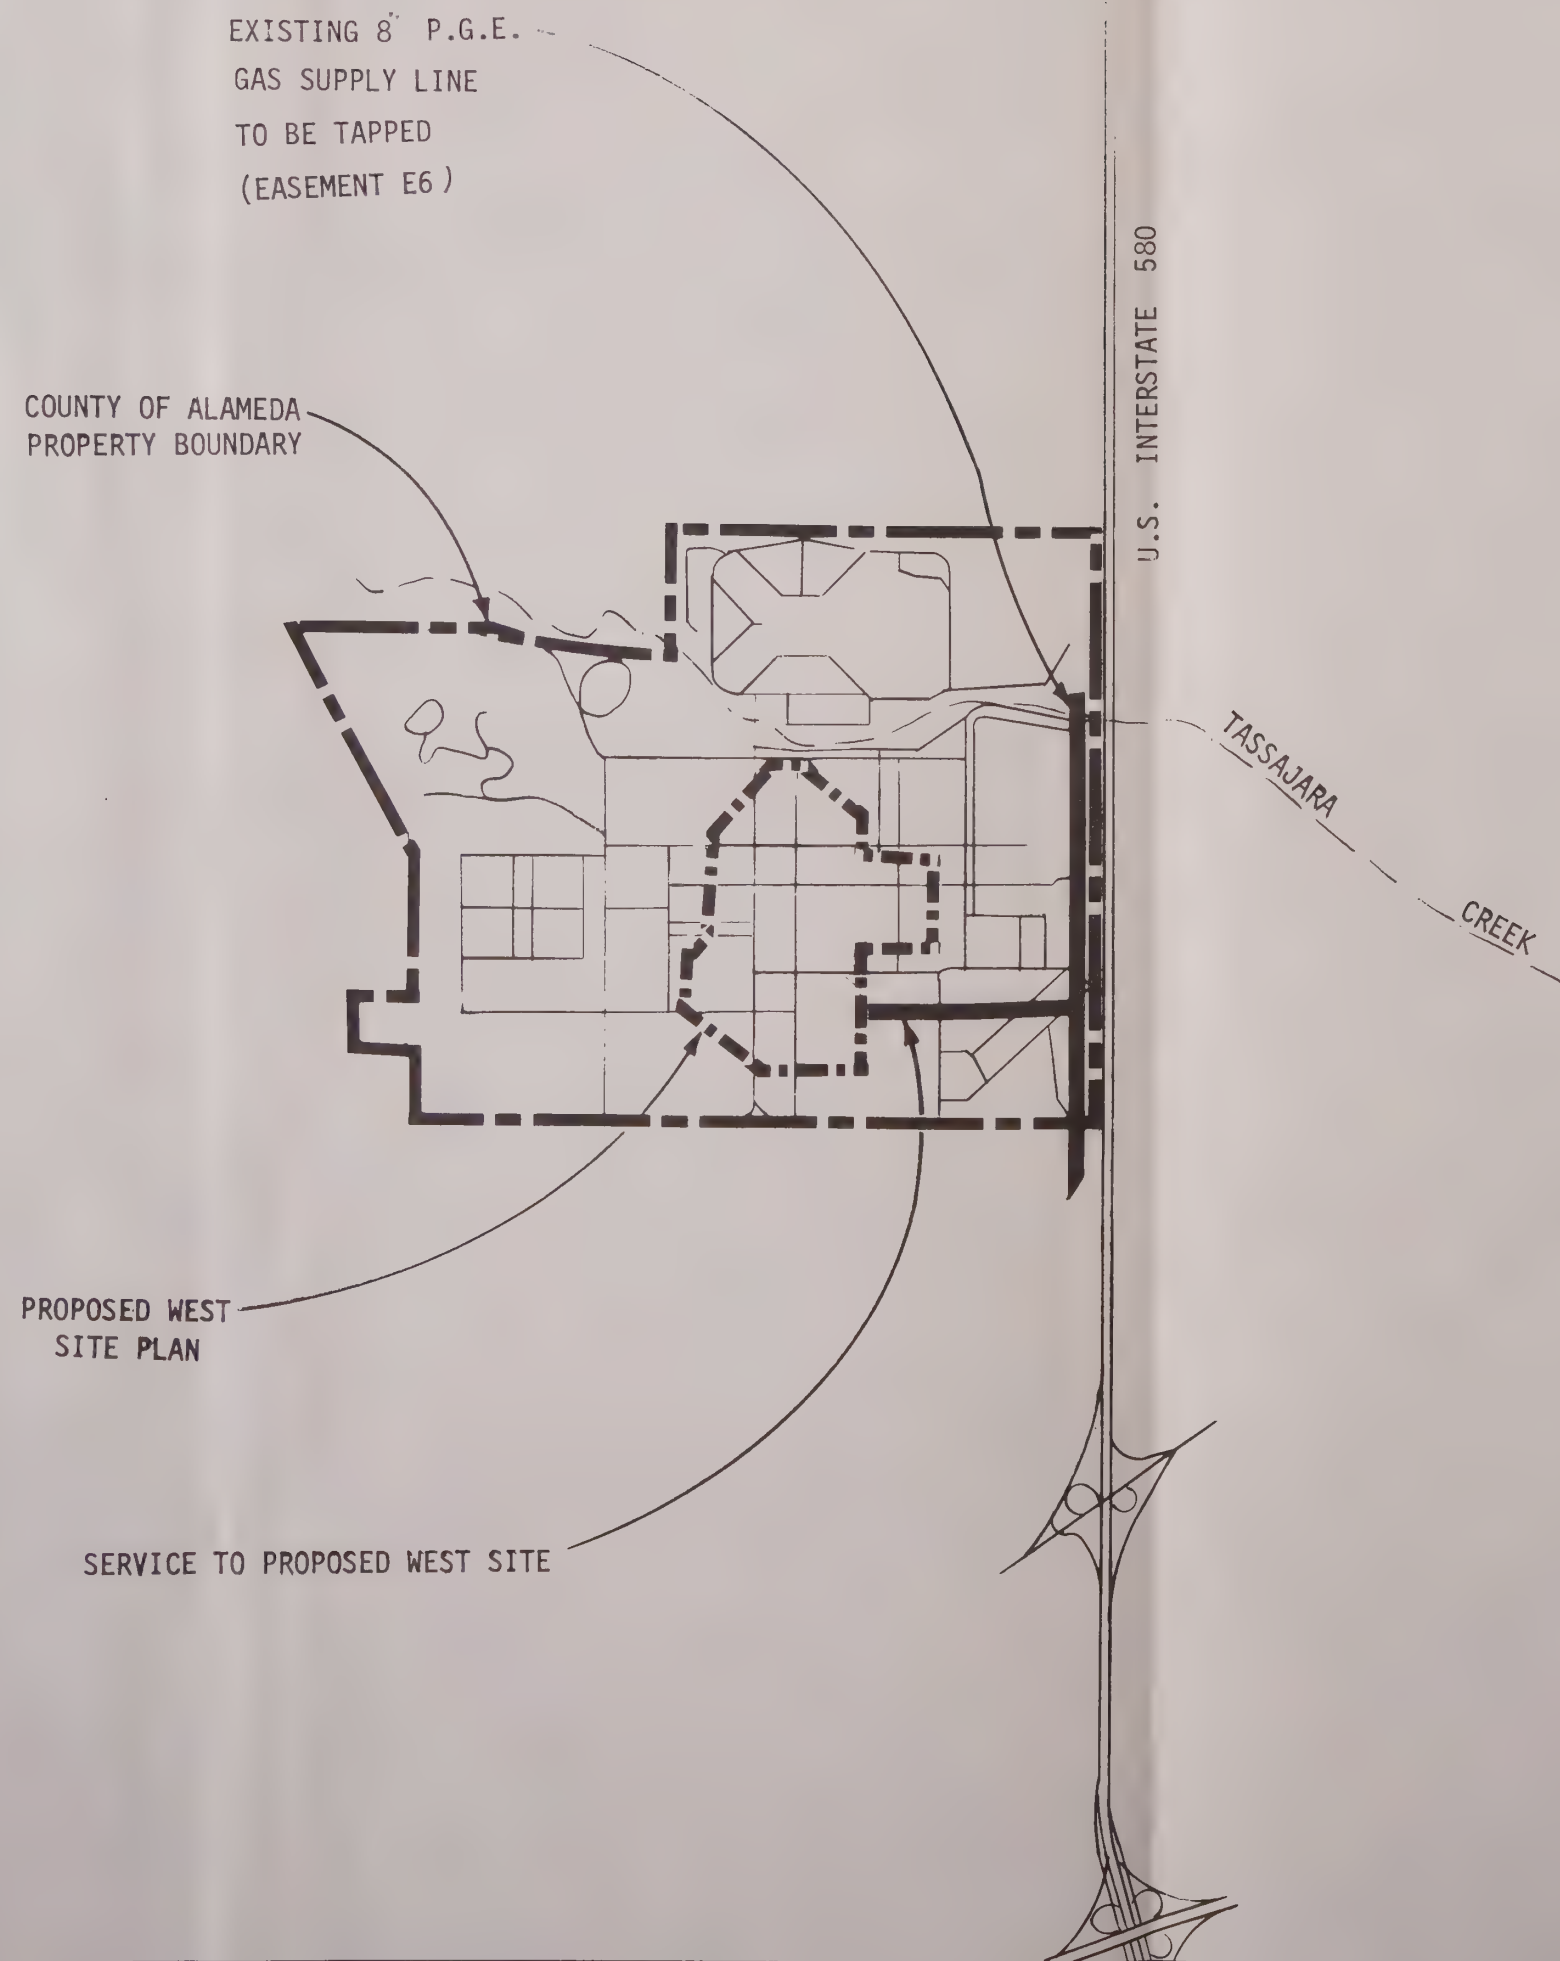 EXISTING 8" P.G.E.
GAS SUPPLY LINE
TO BE TAPPED
(EASEMENT E6)
U.S. INTERSTATE 580
COUNTY OF ALAMEDA
PROPERTY BOUNDARY
TASSAJARA
CREEK
PROPOSED WEST
SITE PLAN
SERVICE TO PROPOSED WEST SITE